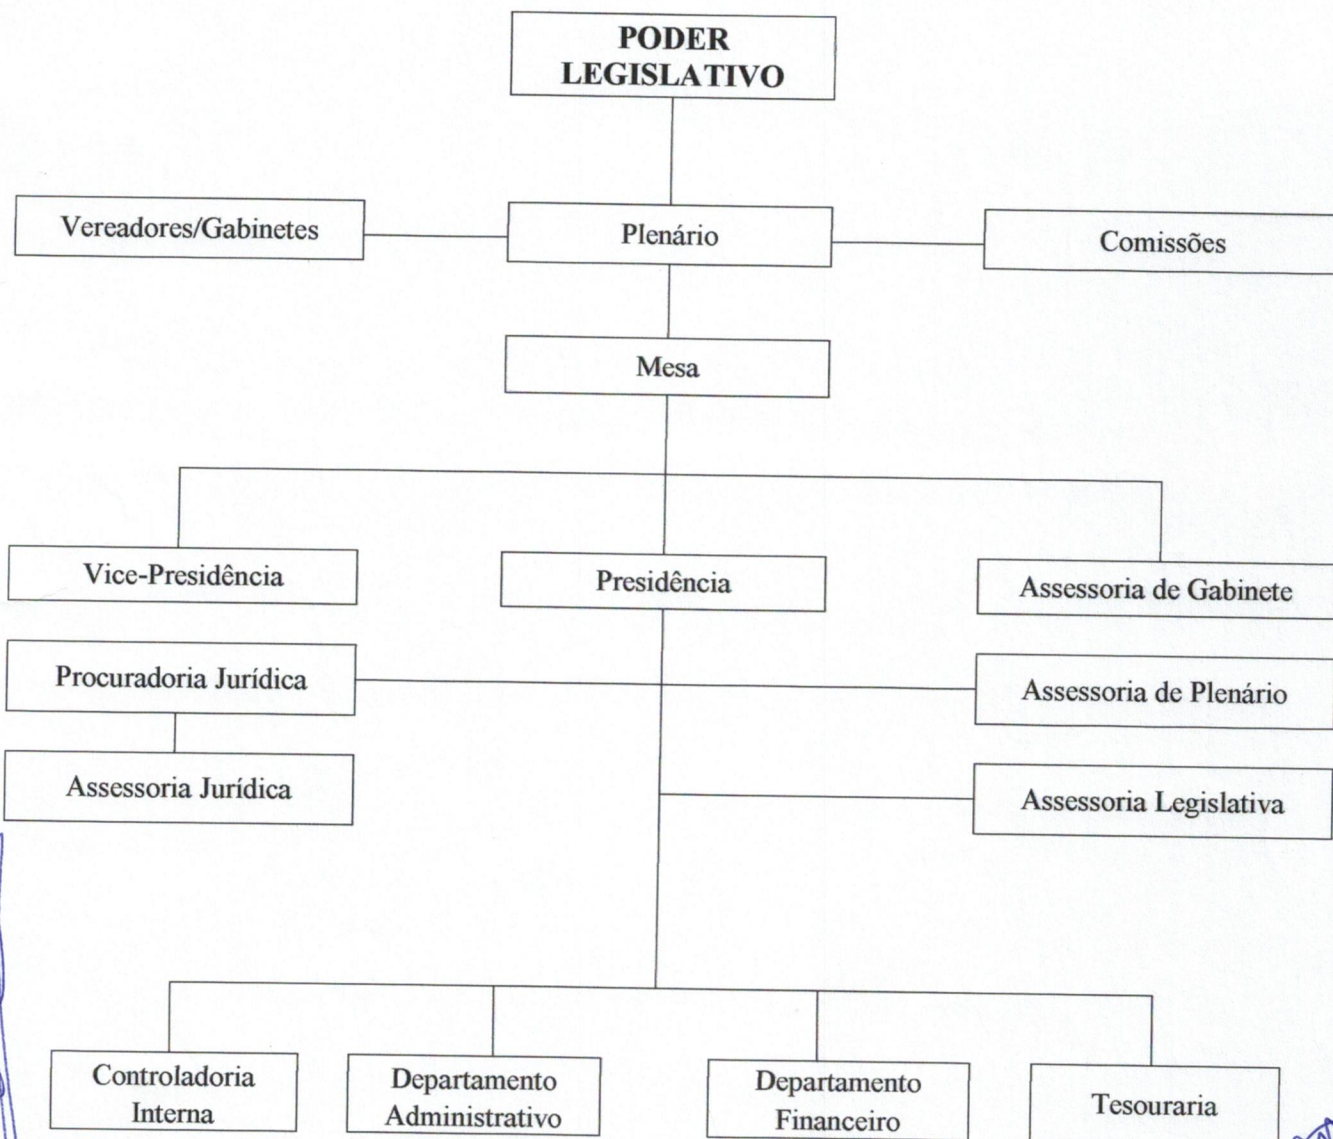 PODER
LEGISLATIVO
Vereadores/Gabinetes
Plenário
Comissões
Mesa
Vice-Presidência
Presidência
Assessoria de Gabinete
Procuradoria Jurídica
Assessoria de Plenário
Assessoria Jurídica
Assessoria Legislativa
Controladoria
Interna
Departamento
Administrativo
Departamento
Financeiro
Tesouraria